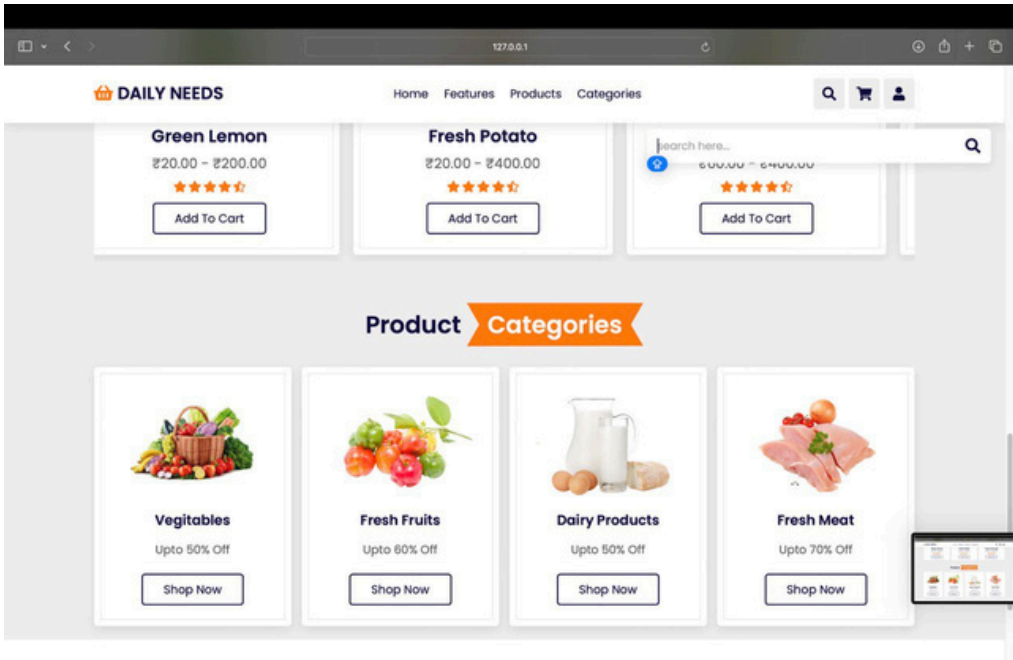 127.0.0.1
DAILY NEEDS
Home Features Products Categories
search here...
Green Lemon
₹20.00 - ₹200.00
Add To Cart
Fresh Potato
₹20.00 - ₹400.00
Add To Cart
Add To Cart
Product Categories
Vegitables
Upto 50% Off
Shop Now
Fresh Fruits
Upto 60% Off
Shop Now
Dairy Products
Upto 50% Off
Shop Now
Fresh Meat
Upto 70% Off
Shop Now